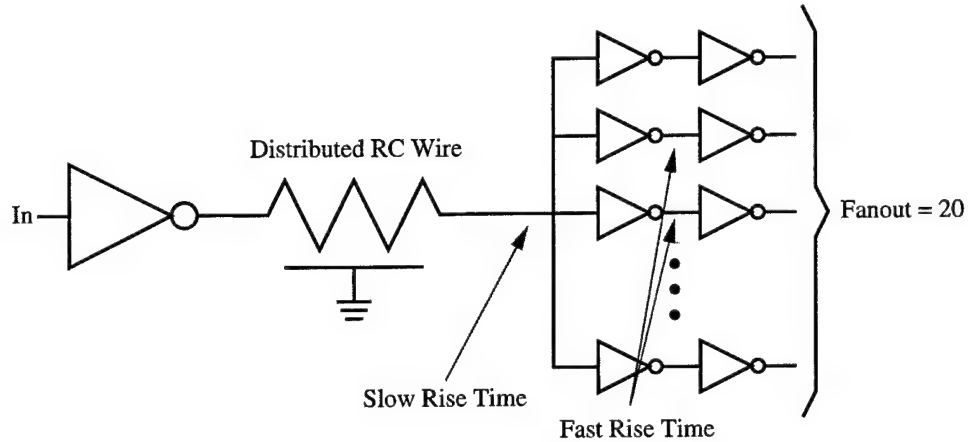 Distributed RC Wire
In
Fanout = 20
Slow Rise Time
Fast Rise Time